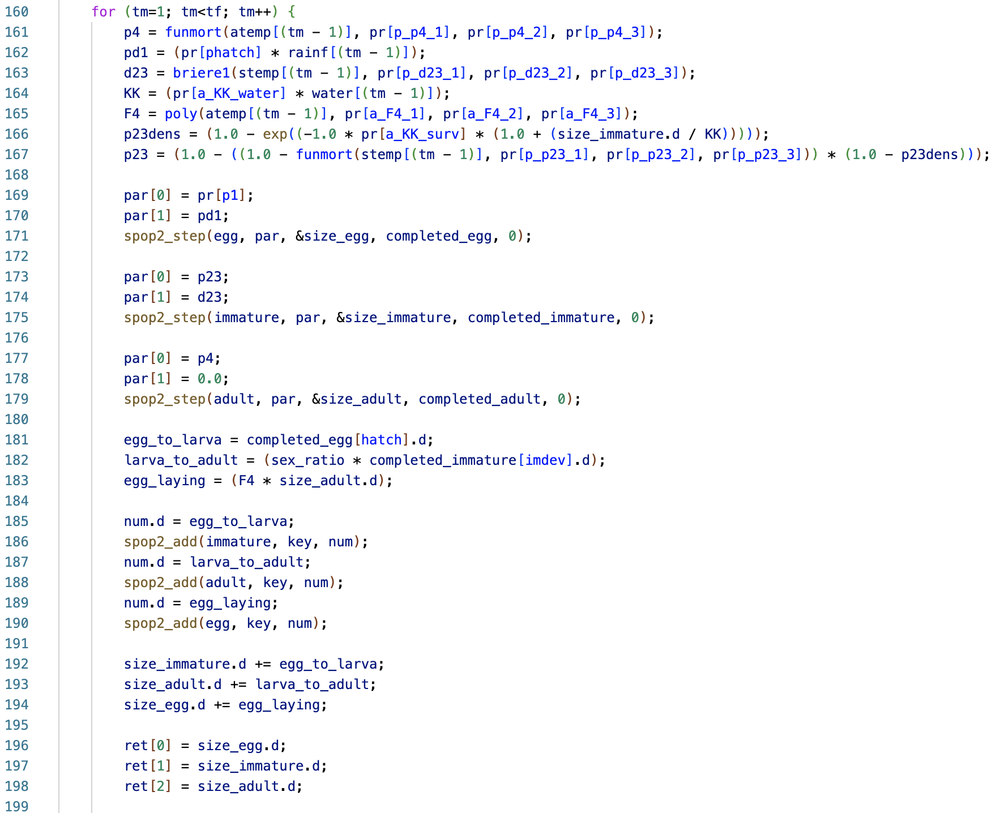 160 for (tm=1; tm<tf; tm++) {
161 p4 = funmort(atemp[(tm - 1)], pr[p_p4_1], pr[p_p4_2], pr[p_p4_3]);
162 pd1 = (pr[phatch] * rainf[(tm - 1)]);
163 d23 = briere1(stemp[(tm - 1)], pr[p_d23_1], pr[p_d23_2], pr[p_d23_3]);
164 KK = (pr[a_KK_water] * water[(tm - 1)]);
165 F4 = poly(atemp[(tm - 1)], pr[a_F4_1], pr[a_F4_2], pr[a_F4_3]);
166 p23dens = (1.0 - exp((-1.0 * pr[a_KK_surv] * (1.0 + (size_immature.d / KK)))));
167 p23 = (1.0 - ((1.0 - funmort(stemp[(tm - 1)], pr[p_p23_1], pr[p_p23_2], pr[p_p23_3])) * (1.0 - p23dens)));
168
169 par[0] = pr[p1];
170 par[1] = pd1;
171 spop2_step(egg, par, &size_egg, completed_egg, 0);
172
173 par[0] = p23;
174 par[1] = d23;
175 spop2_step(immature, par, &size_immature, completed_immature, 0);
176
177 par[0] = p4;
178 par[1] = 0.0;
179 spop2_step(adult, par, &size_adult, completed_adult, 0);
180
181 egg_to_larva = completed_egg[hatch].d;
182 larva_to_adult = (sex_ratio * completed_immature[imdev].d);
183 egg_laying = (F4 * size_adult.d);
184
185 num.d = egg_to_larva;
186 spop2_add(immature, key, num);
187 num.d = larva_to_adult;
188 spop2_add(adult, key, num);
189 num.d = egg_laying;
190 spop2_add(egg, key, num);
191
192 size_immature.d += egg_to_larva;
193 size_adult.d += larva_to_adult;
194 size_egg.d += egg_laying;
195
196 ret[0] = size_egg.d;
197 ret[1] = size_immature.d;
198 ret[2] = size_adult.d;
199